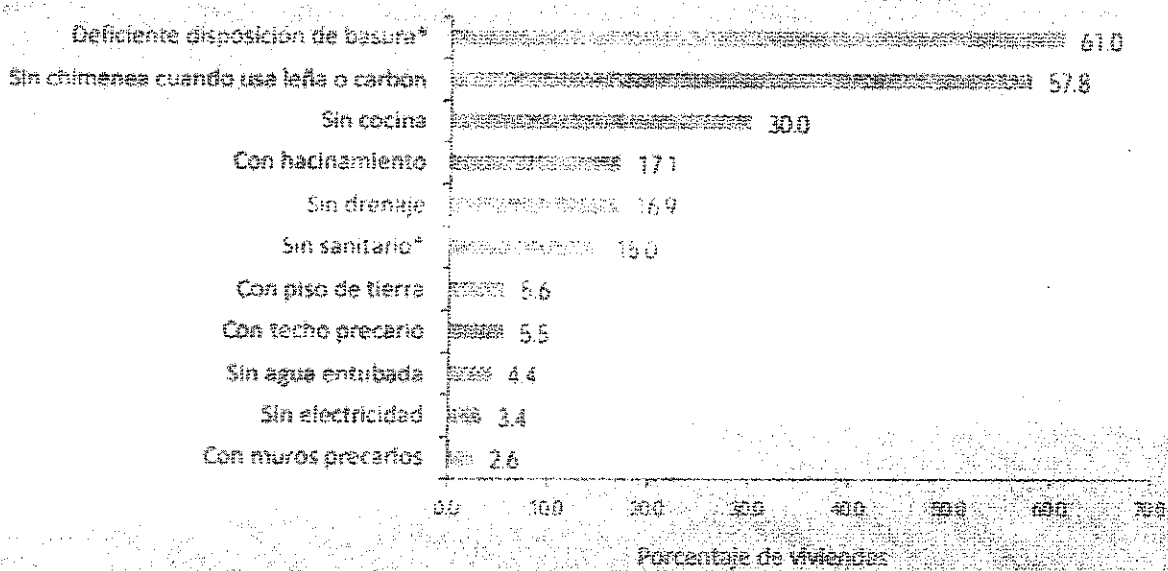 Deficiente disposición de basura* 61.0
Sin chimenea cuando usa leña o carbón 57.8
Sin cocina 30.0
Con hacinamiento 17.1
Sin drenaje 16.9
Sin sanitario*
Con piso de tierra 5.6
Con techo precario 5.5
Sin agua entubada 4.4
Sin electricidad 3.4
Con muros precarios 2.6
0.0 10.0 20.0 30.0 40.0 50.0 60.0 70.0
Porcentaje de viviendas